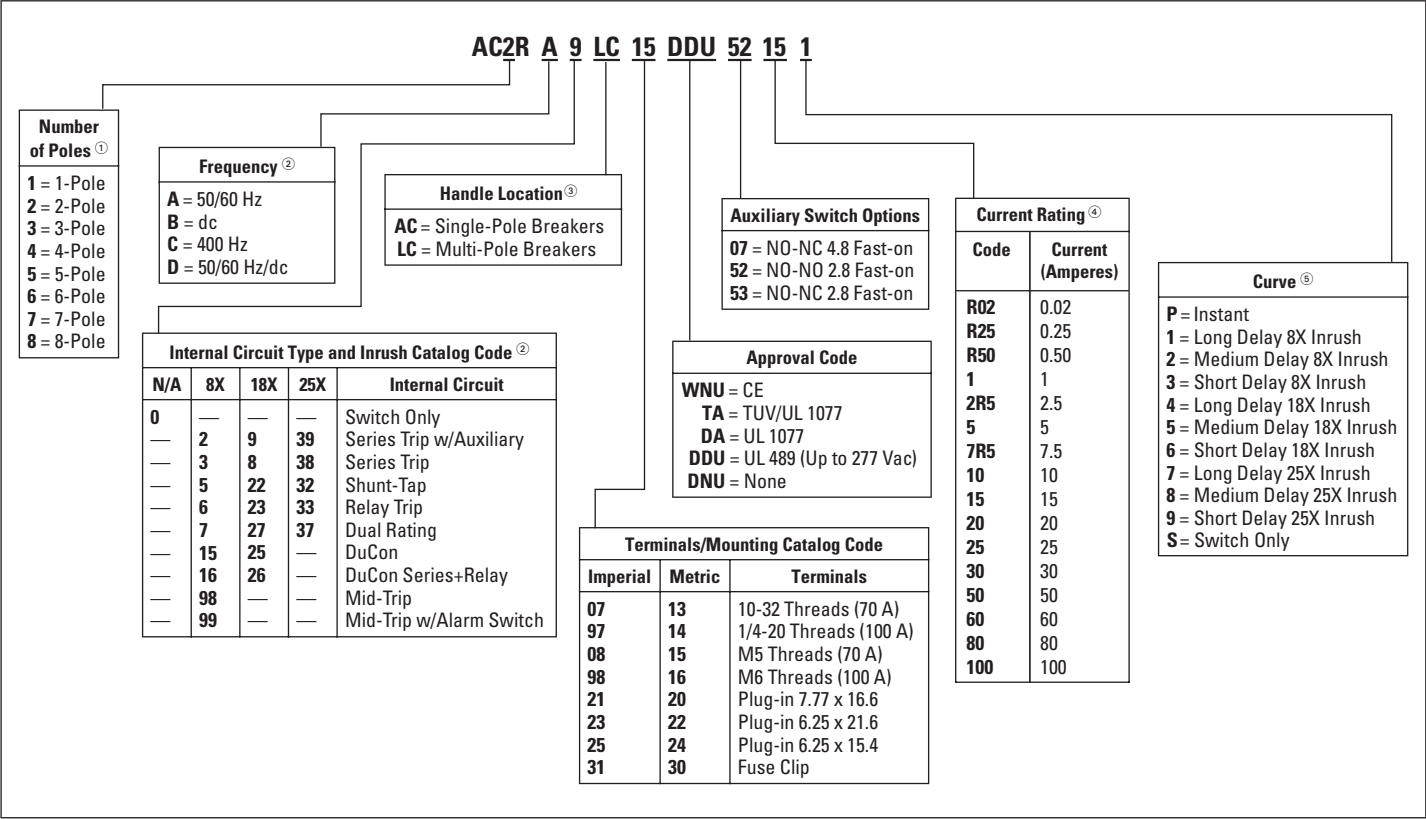 AC2R A 9 LC 15 DDU 52 15 1
Number
of Poles ①
1 = 1-Pole
2 = 2-Pole
3 = 3-Pole
4 = 4-Pole
5 = 5-Pole
6 = 6-Pole
7 = 7-Pole
8 = 8-Pole
Frequency ②
A = 50/60 Hz
B = dc
C = 400 Hz
D = 50/60 Hz/dc
Handle Location ③
AC = Single-Pole Breakers
LC = Multi-Pole Breakers
Internal Circuit Type and Inrush Catalog Code ②
N/A 8X 18X 25X Internal Circuit
0 — — — Switch Only
— 2 9 39 Series Trip w/Auxiliary
— 3 8 38 Series Trip
— 5 22 32 Shunt-Tap
— 6 23 33 Relay Trip
— 7 27 37 Dual Rating
— 15 25 — DuCon
— 16 26 — DuCon Series+Relay
— 98 — — Mid-Trip
— 99 — — Mid-Trip w/Alarm Switch
Auxiliary Switch Options
07 = NO-NC 4.8 Fast-on
52 = NO-NO 2.8 Fast-on
53 = NO-NC 2.8 Fast-on
Approval Code
WNU = CE
TA = TUV/UL 1077
DA = UL 1077
DDU = UL 489 (Up to 277 Vac)
DNU = None
Terminals/Mounting Catalog Code
Imperial Metric Terminals
07 13 10-32 Threads (70 A)
97 14 1/4-20 Threads (100 A)
08 15 M5 Threads (70 A)
98 16 M6 Threads (100 A)
21 20 Plug-in 7.77 x 16.6
23 22 Plug-in 6.25 x 21.6
25 24 Plug-in 6.25 x 15.4
31 30 Fuse Clip
Current Rating ④
Code Current
(Amperes)
R02 0.02
R25 0.25
R50 0.50
1 1
2R5 2.5
5 5
7R5 7.5
10 10
15 15
20 20
25 25
30 30
50 50
60 60
80 80
100 100
Curve ⑤
P = Instant
1 = Long Delay 8X Inrush
2 = Medium Delay 8X Inrush
3 = Short Delay 8X Inrush
4 = Long Delay 18X Inrush
5 = Medium Delay 18X Inrush
6 = Short Delay 18X Inrush
7 = Long Delay 25X Inrush
8 = Medium Delay 25X Inrush
9 = Short Delay 25X Inrush
S = Switch Only